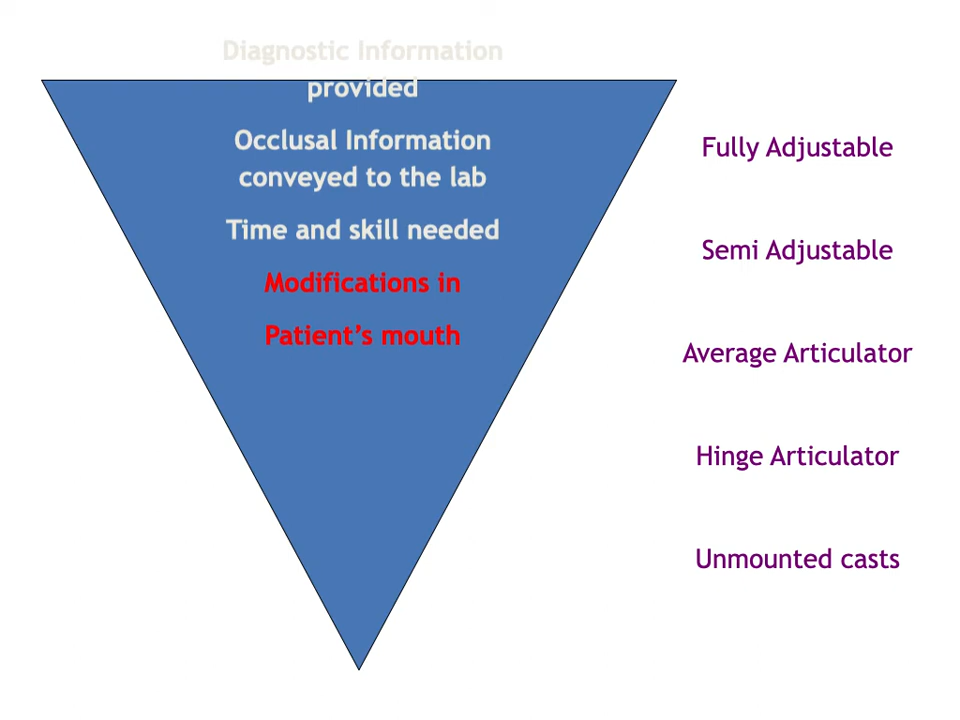 Diagnostic Information
provided
Occlusal Information
conveyed to the lab
Time and skill needed
Modifications in
Patient’s mouth
Fully Adjustable
Semi Adjustable
Average Articulator
Hinge Articulator
Unmounted casts